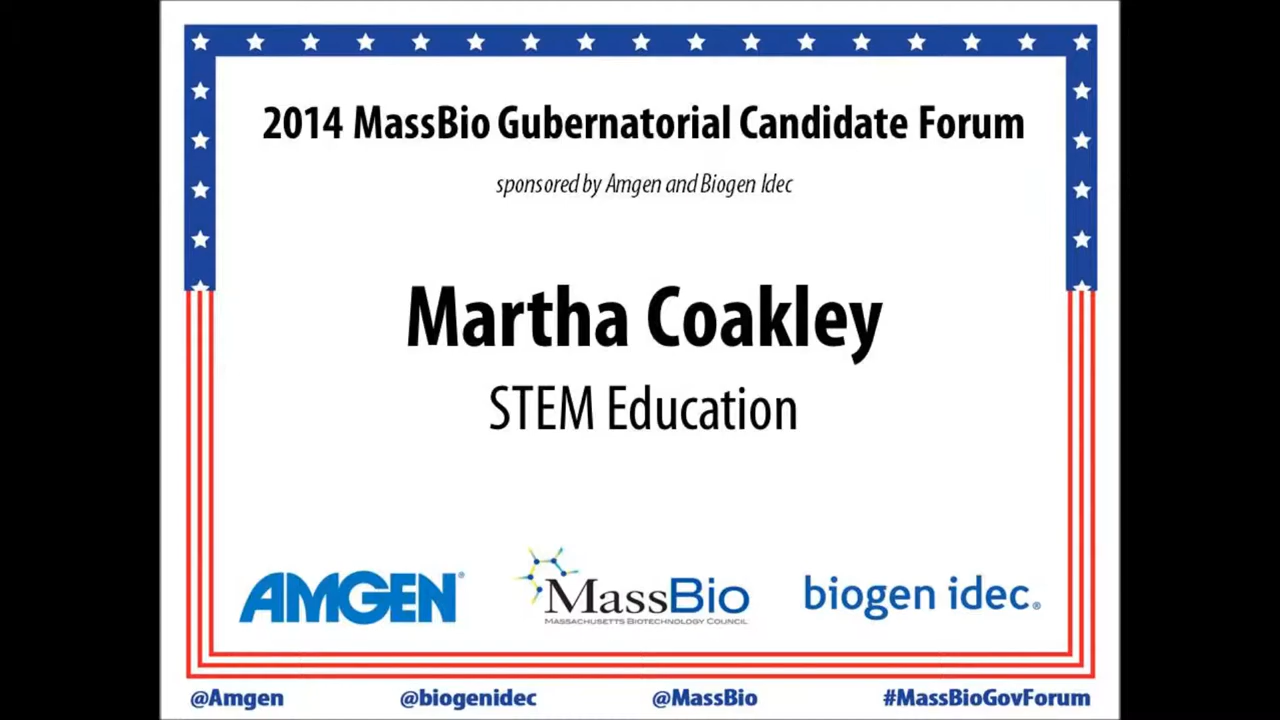 2014 MassBio Gubernatorial Candidate Forum
sponsored by Amgen and Biogen Idec
Martha Coakley
STEM Education
AMGEN®
MassBio
MASSACHUSETTS BIOTECHNOLOGY COUNCIL
biogen idec®
@Amgen @biogenidec @MassBio #MassBioGovForum